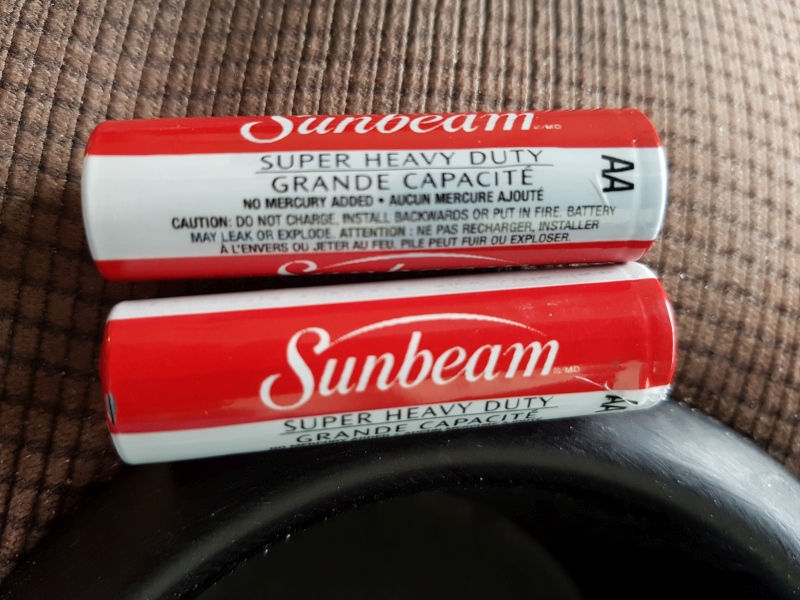 Sunbeam
SUPER HEAVY DUTY
GRANDE CAPACITÉ
AA
NO MERCURY ADDED • AUCUN MERCURE AJOUTÉ
CAUTION: DO NOT CHARGE, INSTALL BACKWARDS OR PUT IN FIRE. BATTERY
MAY LEAK OR EXPLODE. ATTENTION : NE PAS RECHARGER, INSTALLER
À L'ENVERS OU JETER AU FEU. PILE PEUT FUIR OU EXPLOSER.
Sunbeam
SUPER HEAVY DUTY
GRANDE CAPACITÉ
AA